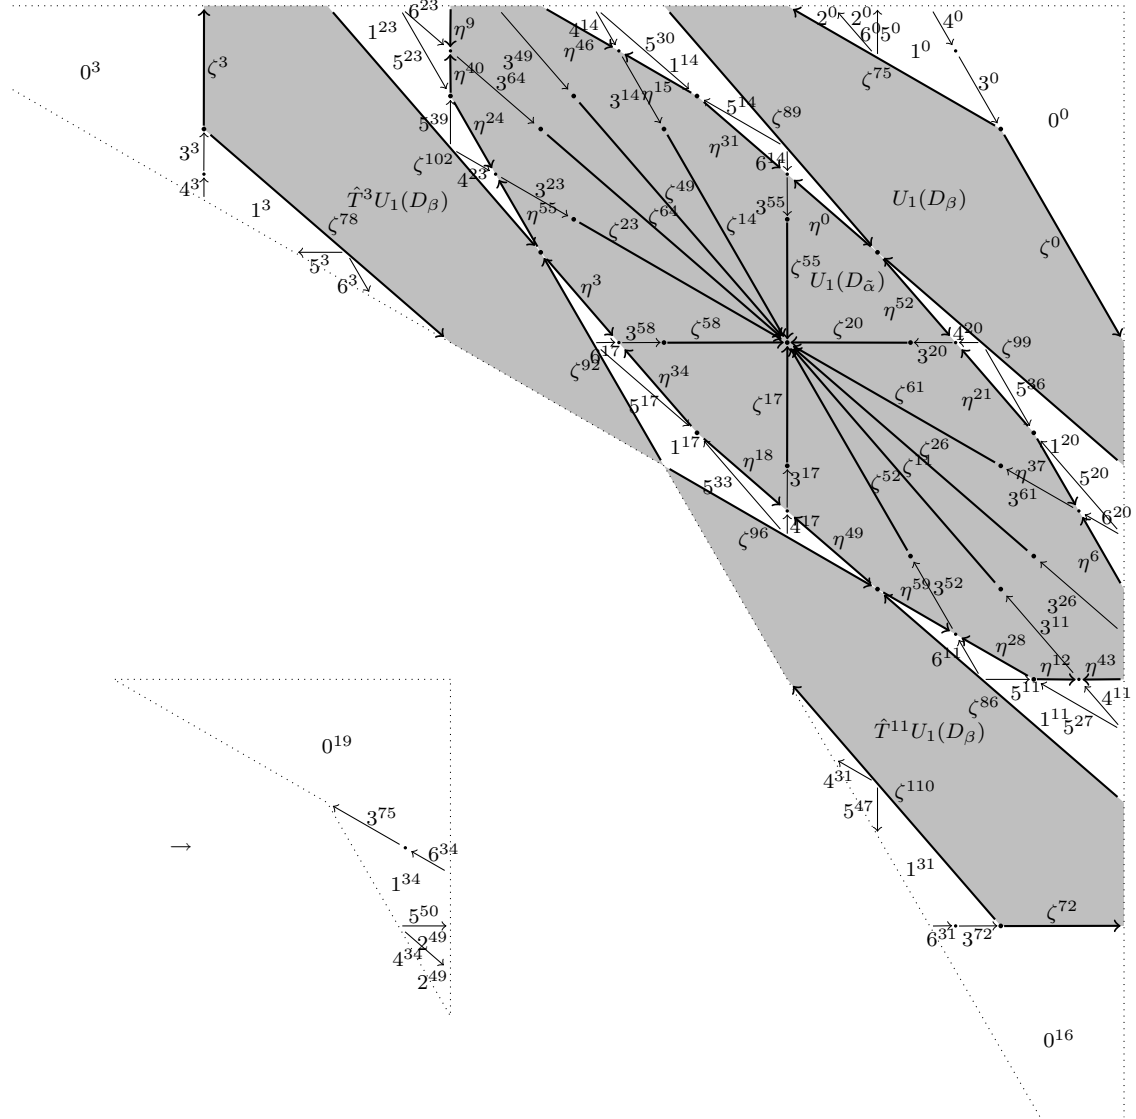 6^{23}
1^{23}
η^9
4^{14}
5^{30}
2^0 2^0
6^0 5^0
4^0
0^3
ζ^3
5^{23}
η^{40}
3^{49}
3^{64}
η^{46}
1^{14}
1^0
ζ^{75}
3^0
3^{14}
η^{15}
5^{14}
ζ^{89}
0^0
5^{39}
η^{24}
3^3
ζ^{102}
η^{31}
6^{14}
4^3
4^{23}
3^{23}
ζ^{49}
T̂^3U_1(D_β)
U_1(D_β)
1^3
ζ^{78}
η^{55}
ζ^{23}
ζ^{64}
ζ^{14}
3^{55}
η^0
ζ^0
5^3
6^3
ζ^{55}
U_1(D_α̃)
η^3
η^{52}
3^{58}
ζ^{58}
ζ^{20}
4^{20}
6^{17}
3^{20}
ζ^{99}
ζ^{92}
η^{34}
5^{36}
5^{17}
ζ^{17}
ζ^{61}
η^{21}
1^{17}
ζ^{26}
1^{20}
η^{18}
ζ^{11}
5^{33}
3^{17}
ζ^{52}
η^{37}
5^{20}
3^{61}
4^{17}
6^{20}
ζ^{96}
η^{49}
η^6
η^{59}
3^{52}
3^{26}
3^{11}
6^{11}
η^{28}
η^{12}
η^{43}
5^{11}
4^{11}
ζ^{86}
1^{11}
5^{27}
T̂^{11}U_1(D_β)
0^{19}
4^{31}
ζ^{110}
5^{47}
3^{75}
→
6^{34}
1^{31}
1^{34}
5^{50}
ζ^{72}
2^{49}
6^{31}
3^{72}
4^{34}
2^{49}
0^{16}